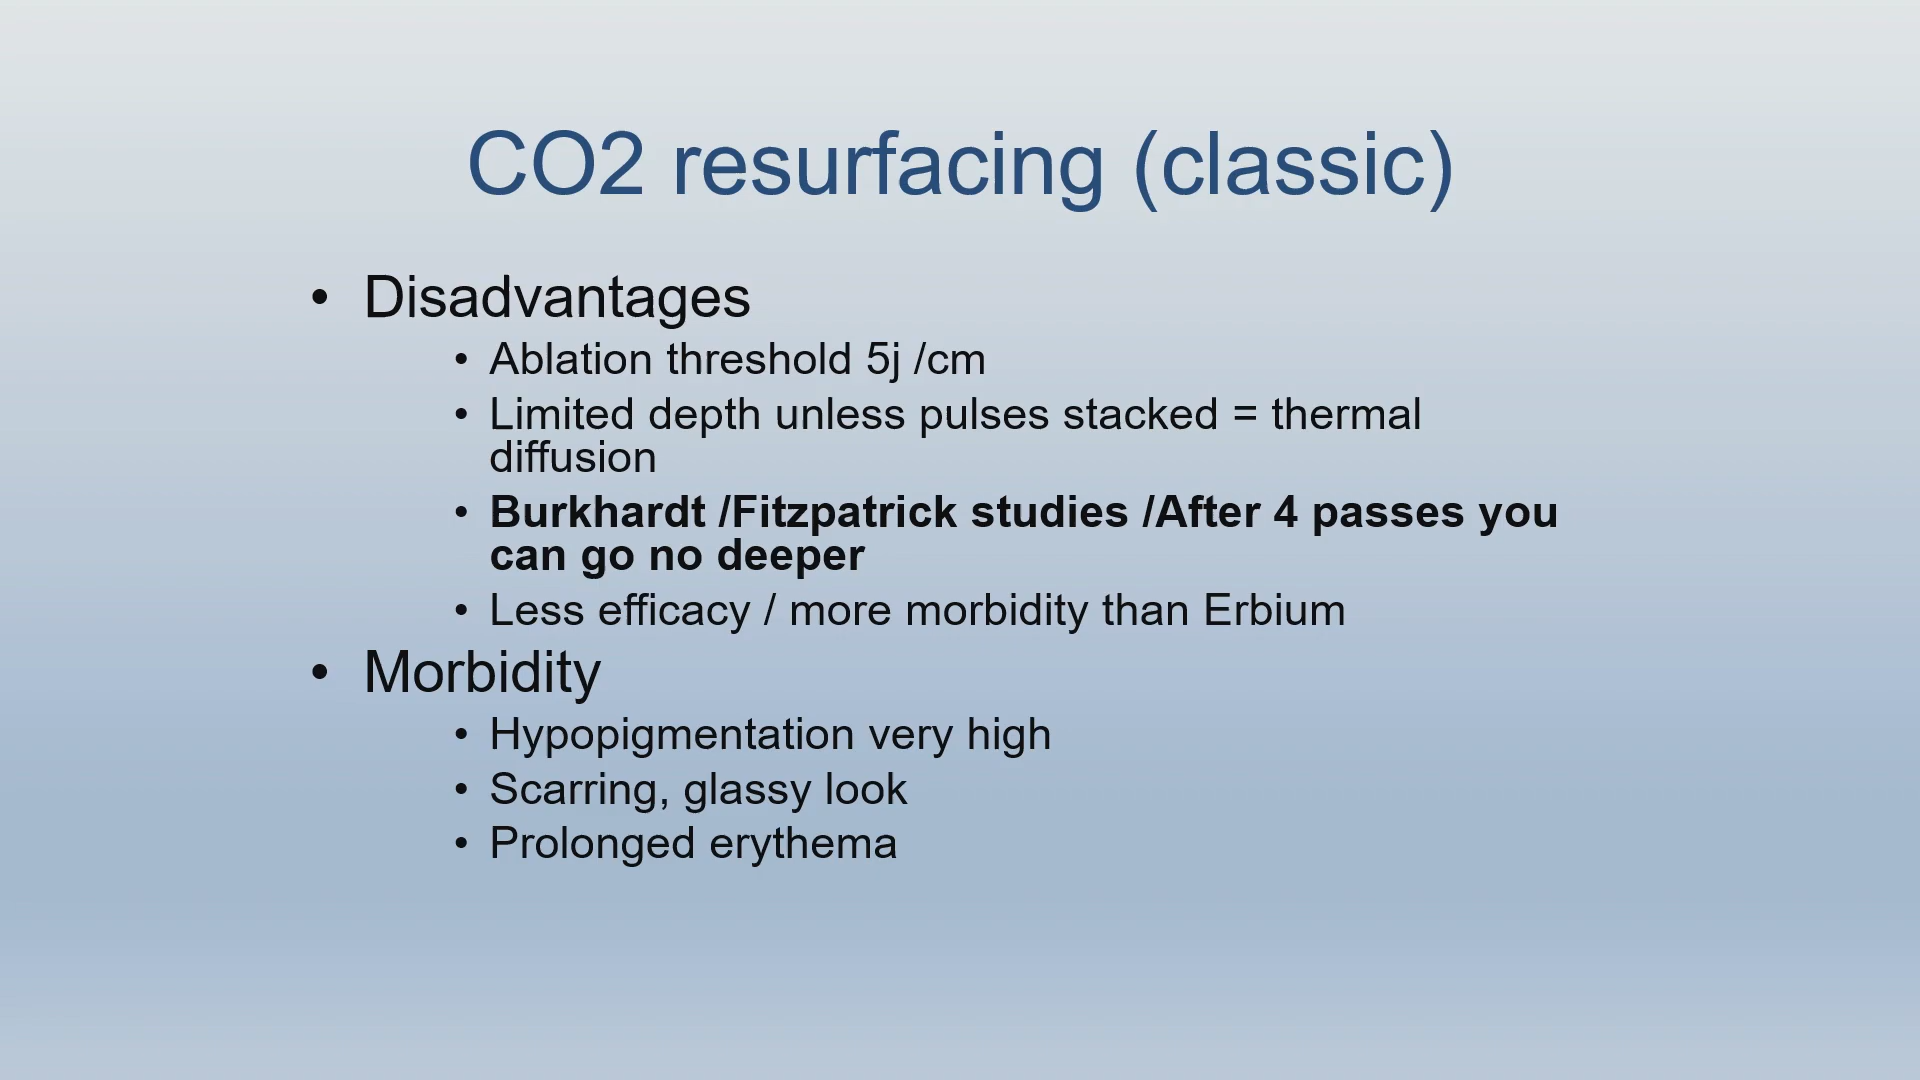 CO2 resurfacing (classic)
• Disadvantages
• Ablation threshold 5j /cm
• Limited depth unless pulses stacked = thermal
diffusion
• Burkhardt /Fitzpatrick studies /After 4 passes you
can go no deeper
• Less efficacy / more morbidity than Erbium
• Morbidity
• Hypopigmentation very high
• Scarring, glassy look
• Prolonged erythema